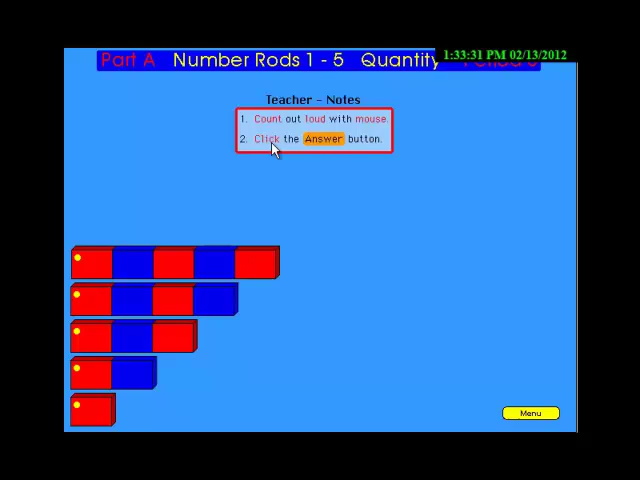 1:33:31 PM 02/13/2012
Part A Number Rods 1 - 5 Quantity
Teacher - Notes
1. Count out loud with mouse.
2. Click the Answer button.
Menu